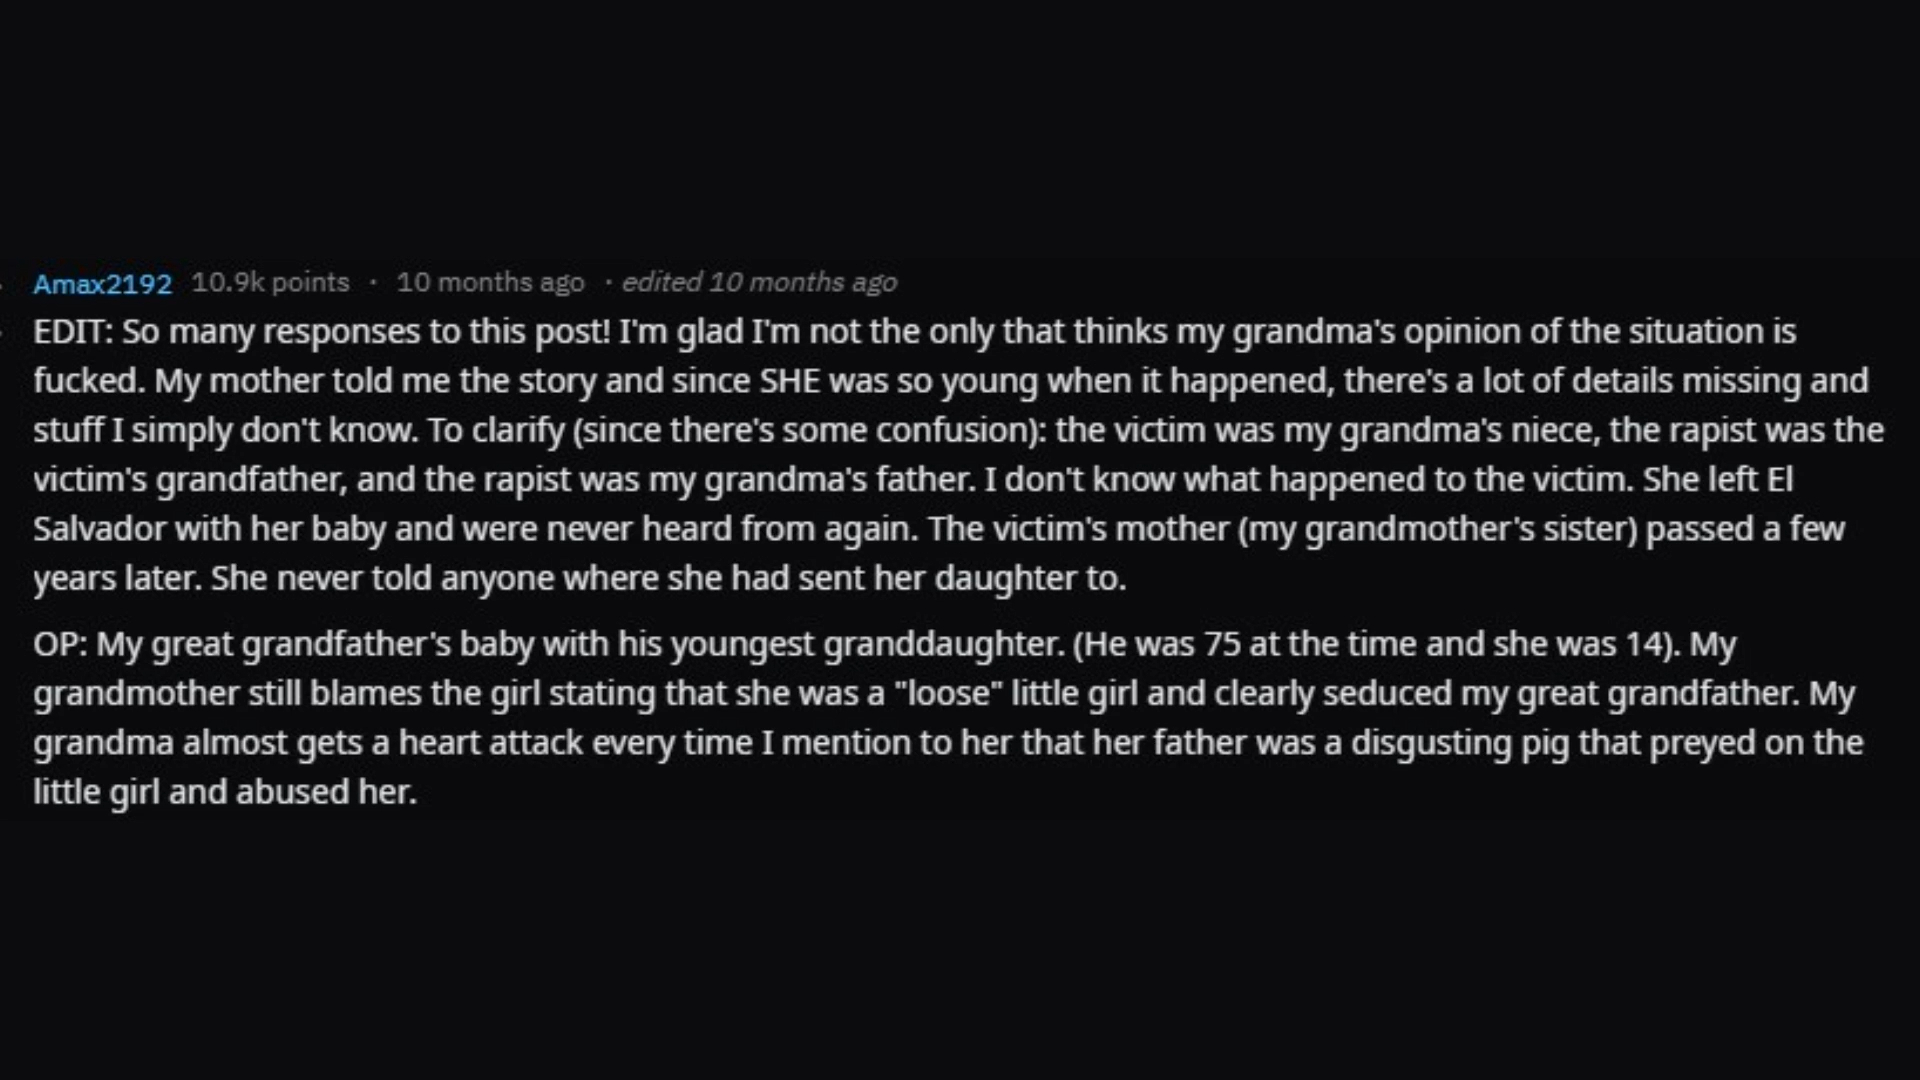 Amax2192 10.9k points · 10 months ago · edited 10 months ago
EDIT: So many responses to this post! I'm glad I'm not the only that thinks my grandma's opinion of the situation is
fucked. My mother told me the story and since SHE was so young when it happened, there's a lot of details missing and
stuff I simply don't know. To clarify (since there's some confusion): the victim was my grandma's niece, the rapist was the
victim's grandfather, and the rapist was my grandma's father. I don't know what happened to the victim. She left El
Salvador with her baby and were never heard from again. The victim's mother (my grandmother's sister) passed a few
years later. She never told anyone where she had sent her daughter to.
OP: My great grandfather's baby with his youngest granddaughter. (He was 75 at the time and she was 14). My
grandmother still blames the girl stating that she was a "loose" little girl and clearly seduced my great grandfather. My
grandma almost gets a heart attack every time I mention to her that her father was a disgusting pig that preyed on the
little girl and abused her.